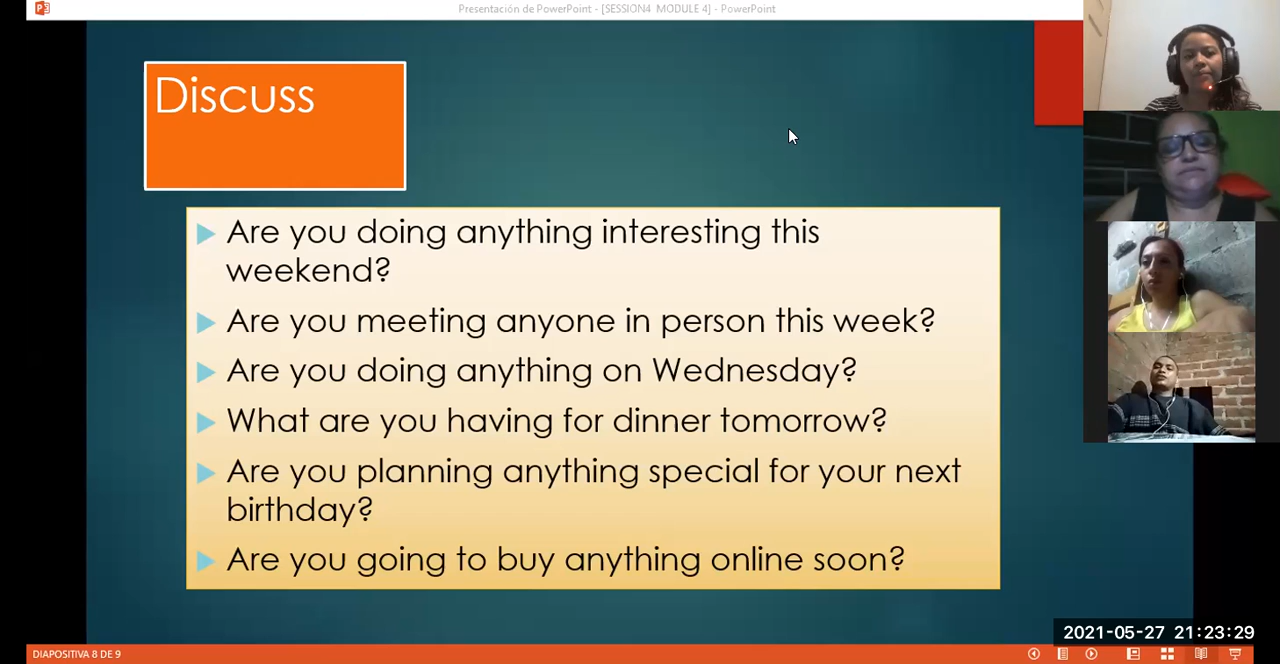 Presentación de PowerPoint - [SESSION4 MODULE 4] - PowerPoint
Discuss
Are you doing anything interesting this
weekend?
Are you meeting anyone in person this week?
Are you doing anything on Wednesday?
What are you having for dinner tomorrow?
Are you planning anything special for your next
birthday?
Are you going to buy anything online soon?
2021-05-27 21:23:29
DIAPOSITIVA 8 DE 9